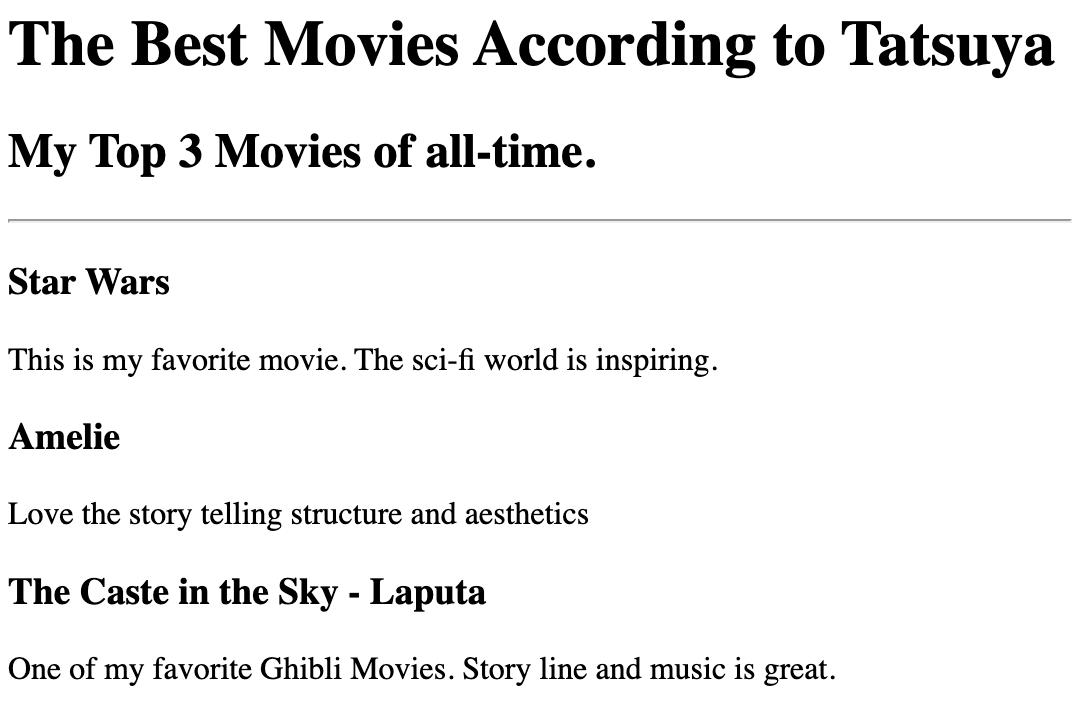 The Best Movies According to Tatsuya
My Top 3 Movies of all-time.
Star Wars
This is my favorite movie. The sci-fi world is inspiring.
Amelie
Love the story telling structure and aesthetics
The Caste in the Sky - Laputa
One of my favorite Ghibli Movies. Story line and music is great.